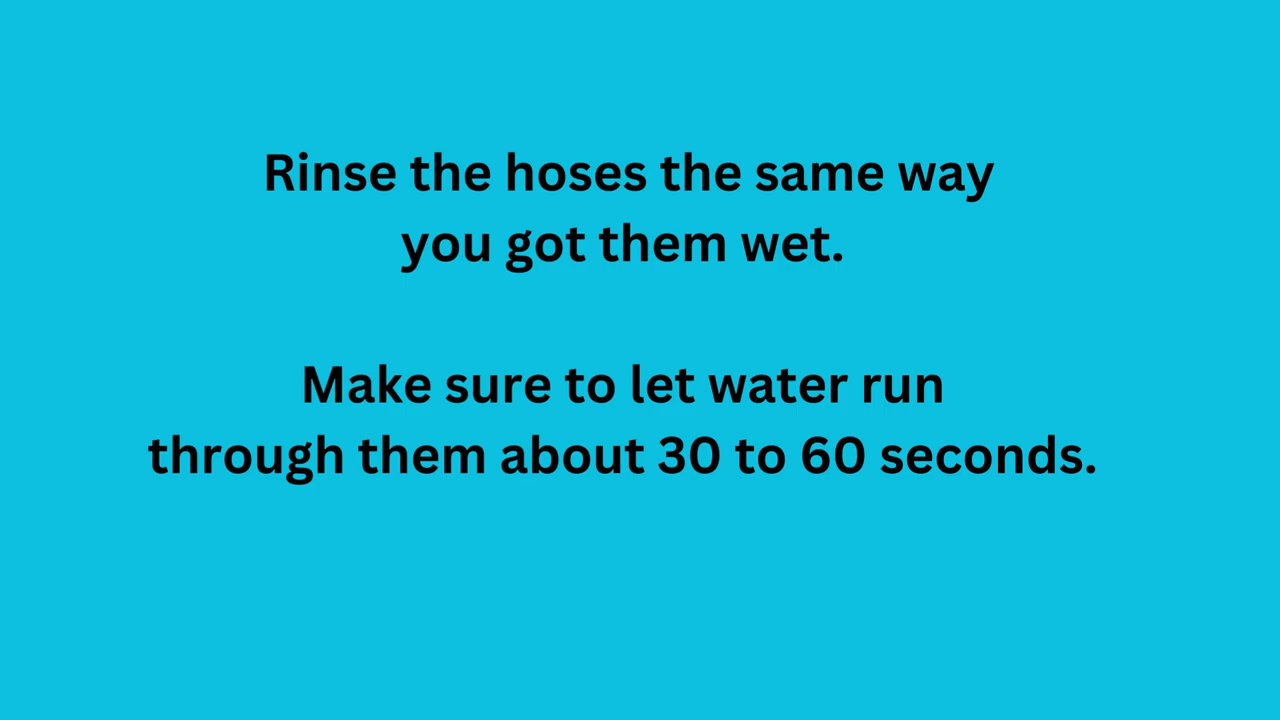 Rinse the hoses the same way
you got them wet.
Make sure to let water run
through them about 30 to 60 seconds.